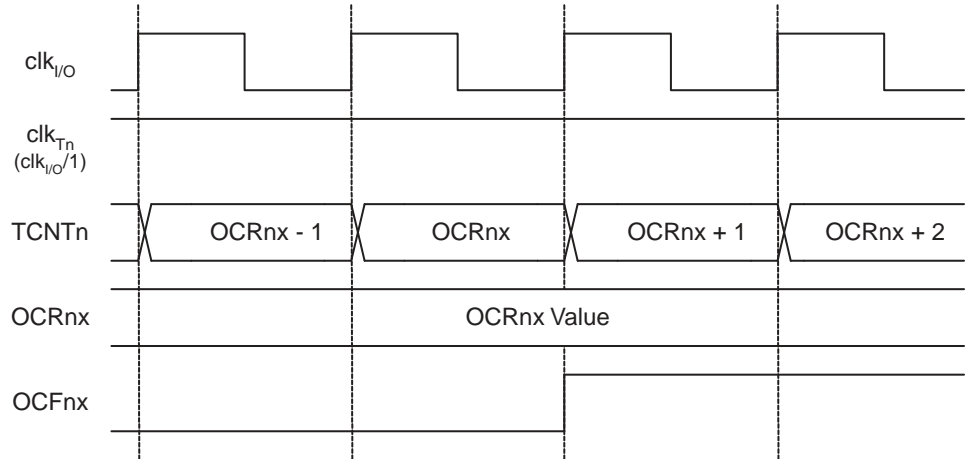 clkI/O
clkTn
(clkI/O/1)
TCNTn OCRnx - 1 OCRnx OCRnx + 1 OCRnx + 2
OCRnx OCRnx Value
OCFnx